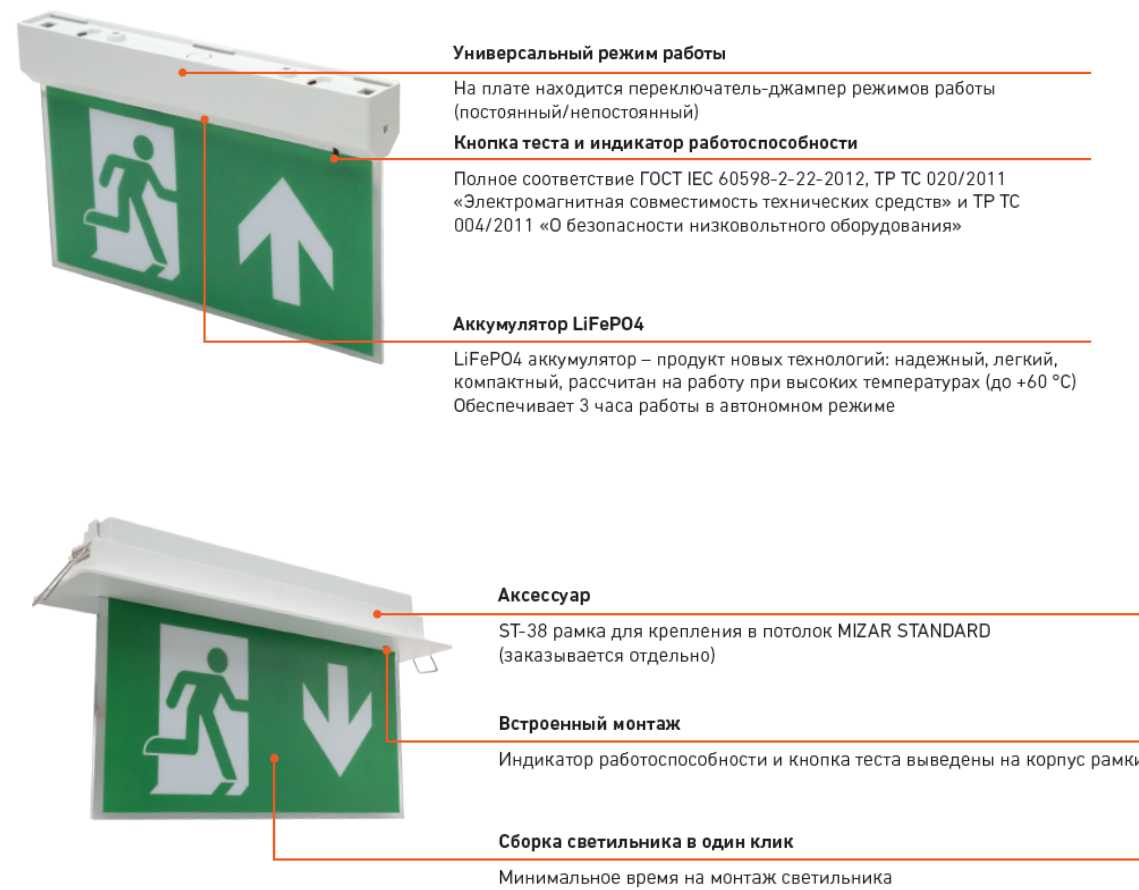 Универсальный режим работы
На плате находится переключатель-джампер режимов работы
(постоянный/непостоянный)
Кнопка теста и индикатор работоспособности
Полное соответствие ГОСТ IEC 60598-2-22-2012, ТР ТС 020/2011
«Электромагнитная совместимость технических средств» и ТР ТС
004/2011 «О безопасности низковольтного оборудования»
Аккумулятор LiFePO4
LiFePO4 аккумулятор – продукт новых технологий: надежный, легкий,
компактный, рассчитан на работу при высоких температурах (до +60 °C)
Обеспечивает 3 часа работы в автономном режиме
Аксессуар
ST-38 рамка для крепления в потолок MIZAR STANDARD
(заказывается отдельно)
Встроенный монтаж
Индикатор работоспособности и кнопка теста выведены на корпус рамки
Сборка светильника в один клик
Минимальное время на монтаж светильника